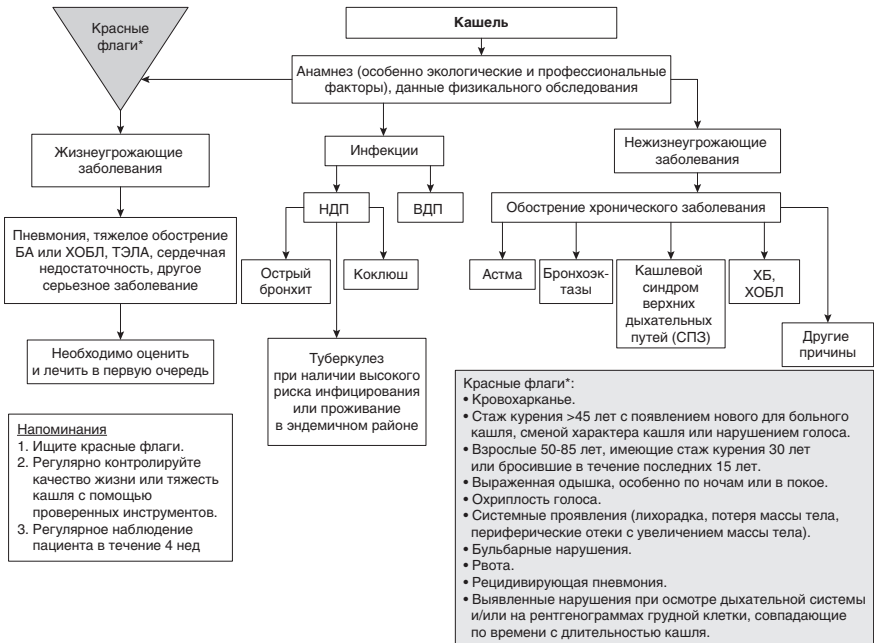 Красные
флаги*
Кашель
Анамнез (особенно экологические и профессиональные
факторы), данные физикального обследования
Жизнеугрожающие
заболевания
Инфекции
Нежизнеугрожающие
заболевания
НДП
ВДП
Обострение хронического заболевания
Пневмония, тяжелое обострение
БА или ХОБЛ, ТЭЛА, сердечная
недостаточность, другое
серьезное заболевание
Острый
бронхит
Коклюш
Астма
Бронхоэк-
тазы
Кашлевой
синдром
верхних
дыхательных
путей (СПЗ)
ХБ,
ХОБЛ
Другие
причины
Необходимо оценить
и лечить в первую очередь
Туберкулез
при наличии высокого
риска инфицирования
или проживание
в эндемичном районе
Напоминания
1. Ищите красные флаги.
2. Регулярно контролируйте
качество жизни или тяжесть
кашля с помощью
проверенных инструментов.
3. Регулярное наблюдение
пациента в течение 4 нед
Красные флаги*:
• Кровохарканье.
• Стаж курения >45 лет с появлением нового для больного
кашля, сменой характера кашля или нарушением голоса.
• Взрослые 50-85 лет, имеющие стаж курения 30 лет
или бросившие в течение последних 15 лет.
• Выраженная одышка, особенно по ночам или в покое.
• Охриплость голоса.
• Системные проявления (лихорадка, потеря массы тела,
периферические отеки с увеличением массы тела).
• Бульбарные нарушения.
• Рвота.
• Рецидивирующая пневмония.
• Выявленные нарушения при осмотре дыхательной системы
и/или на рентгенограммах грудной клетки, совпадающие
по времени с длительностью кашля.